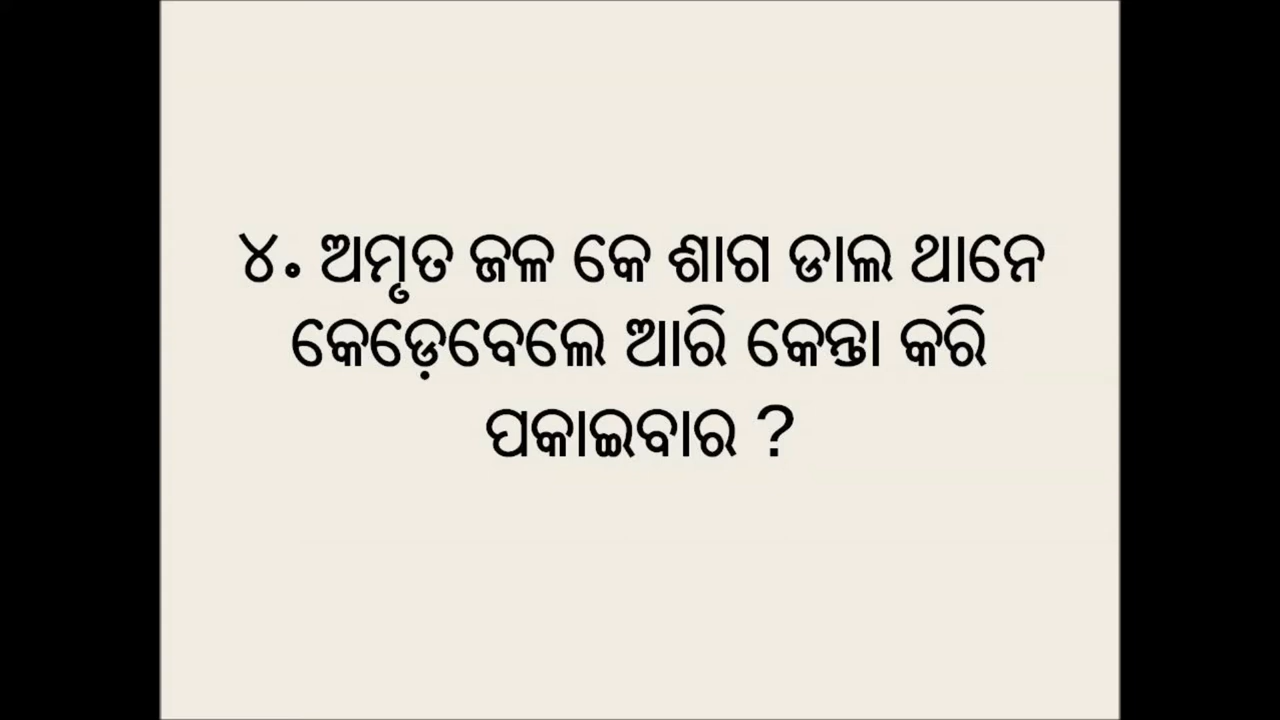 ୪. ଅମୃତ ଜଳ କେ ଶାଗ ଡାଲ ଥାନେ
କେଡ଼େବେଲେ ଆରି କେନ୍ତା କରି
ପକାଇବାର ?